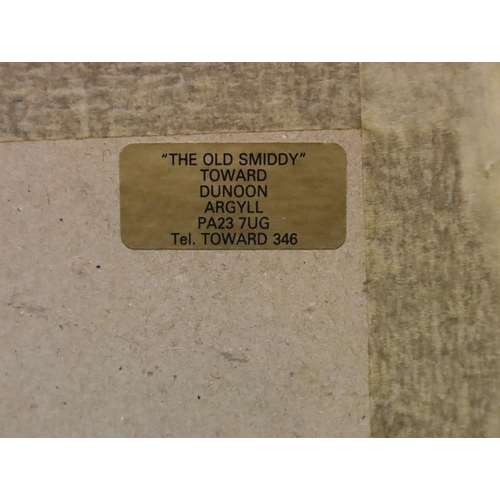 "THE OLD SMIDDY"
TOWARD
DUNOON
ARGYLL
PA23 7UG
Tel. TOWARD 346